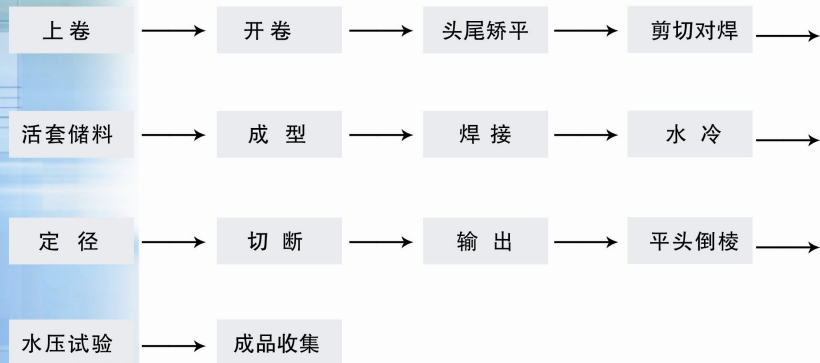 上卷 开卷 头尾矫平 剪切对焊
活套储料 成型 焊接 水冷
定径 切断 输出 平头倒棱
水压试验 成品收集